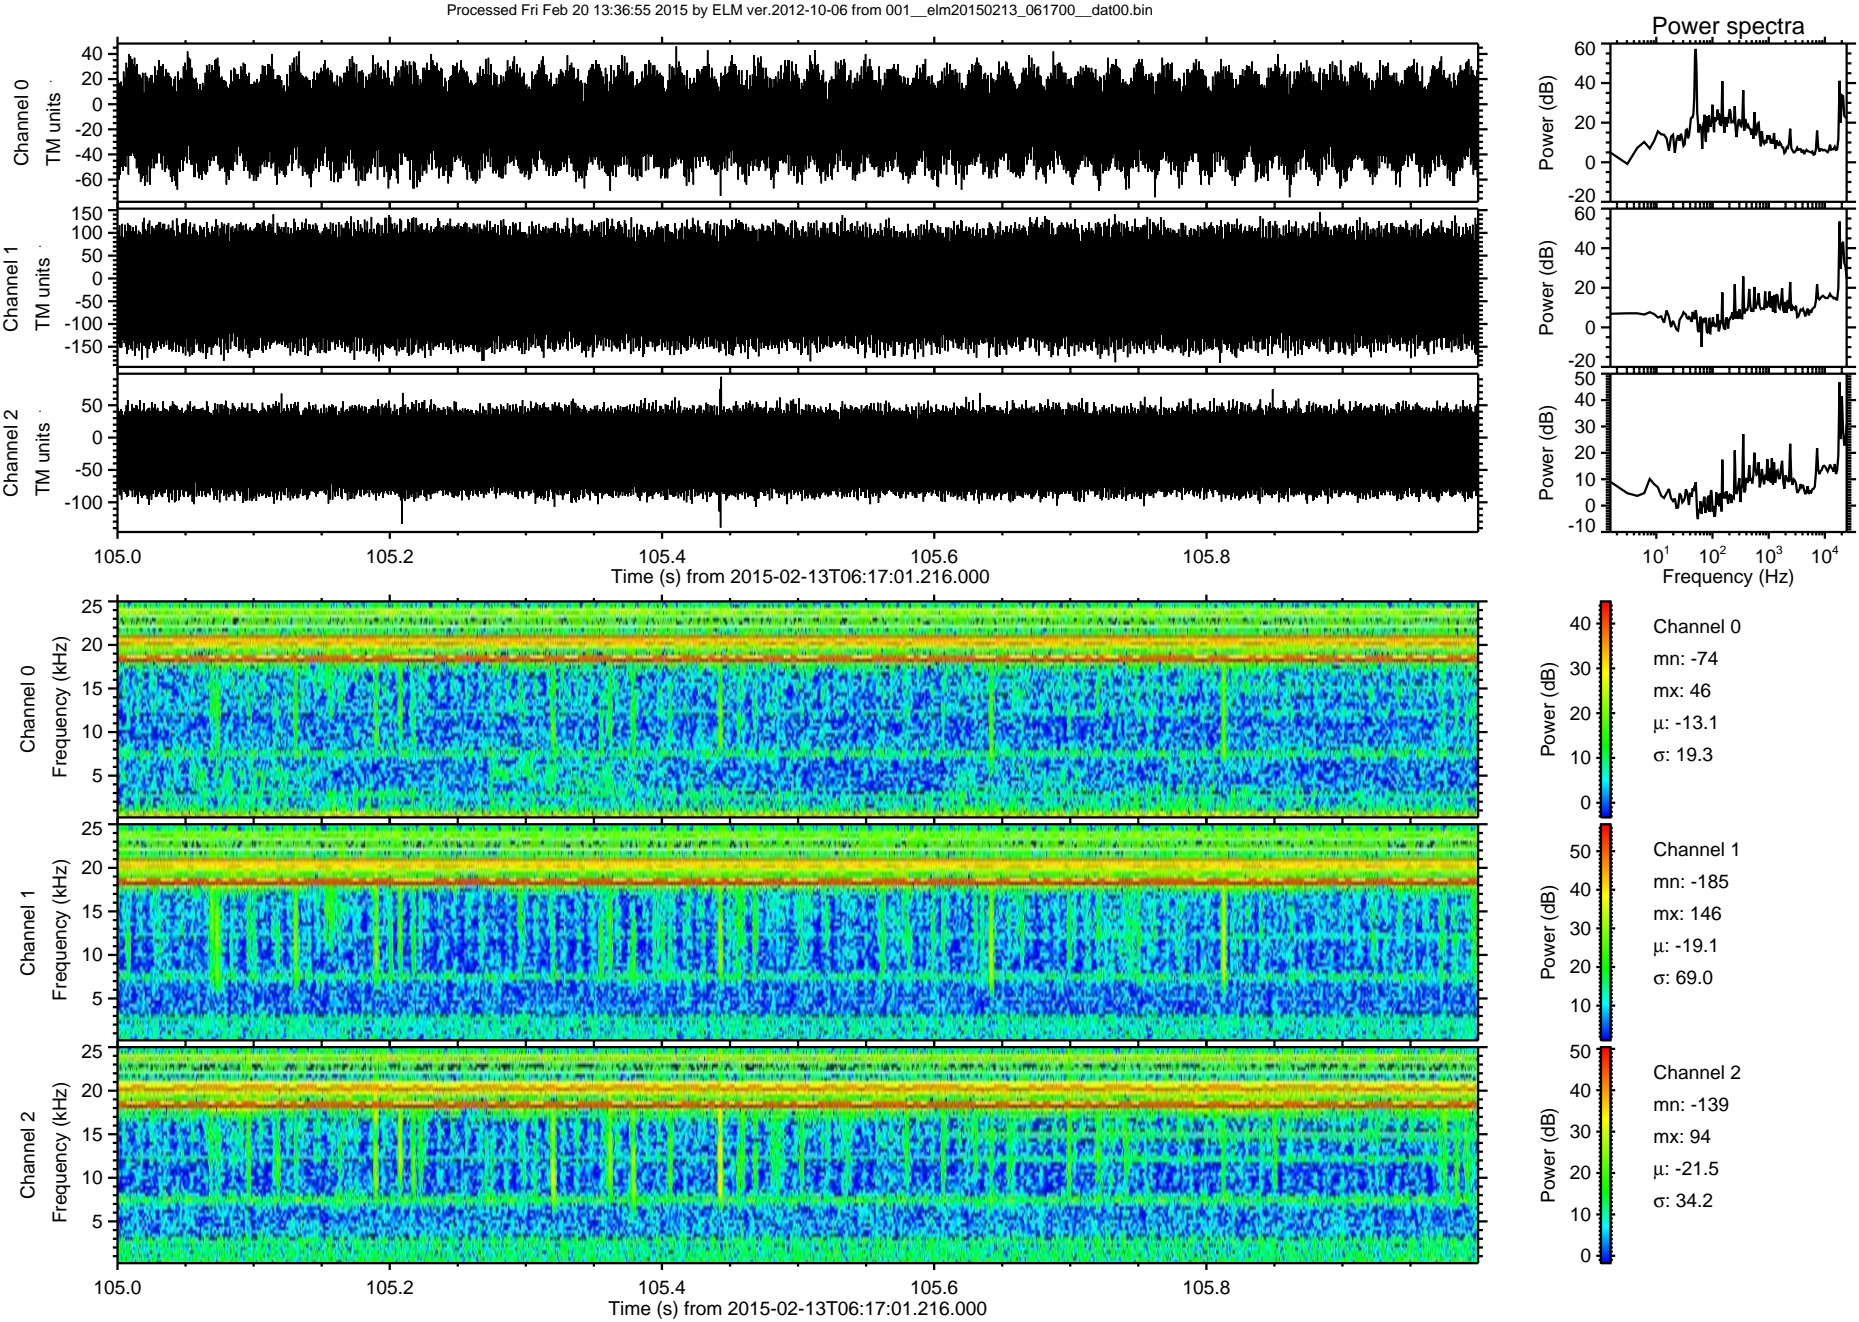 Processed Fri Feb 20 13:36:55 2015 by ELM ver.2012-10-06 from 001__elm20150213_061700__dat00.bin
Power spectra
Channel 0
TM units
40
20
0
-20
-40
-60
Power (dB)
60
40
20
0
-20
Channel 1
TM units
150
100
50
0
-50
-100
-150
Power (dB)
60
40
20
0
-20
Channel 2
TM units
50
0
-50
-100
Power (dB)
50
40
30
20
10
0
-10
105.0 105.2 105.4 105.6 105.8
Time (s) from 2015-02-13T06:17:01.216.000
10^1 10^2 10^3 10^4
Frequency (Hz)
Channel 0
Frequency (kHz)
25
20
15
10
5
Power (dB)
40
30
20
10
0
Channel 0
mn: -74
mx: 46
μ: -13.1
σ: 19.3
Channel 1
Frequency (kHz)
25
20
15
10
5
Power (dB)
50
40
30
20
10
Channel 1
mn: -185
mx: 146
μ: -19.1
σ: 69.0
Channel 2
Frequency (kHz)
25
20
15
10
5
Power (dB)
50
40
30
20
10
0
Channel 2
mn: -139
mx: 94
μ: -21.5
σ: 34.2
105.0 105.2 105.4 105.6 105.8
Time (s) from 2015-02-13T06:17:01.216.000